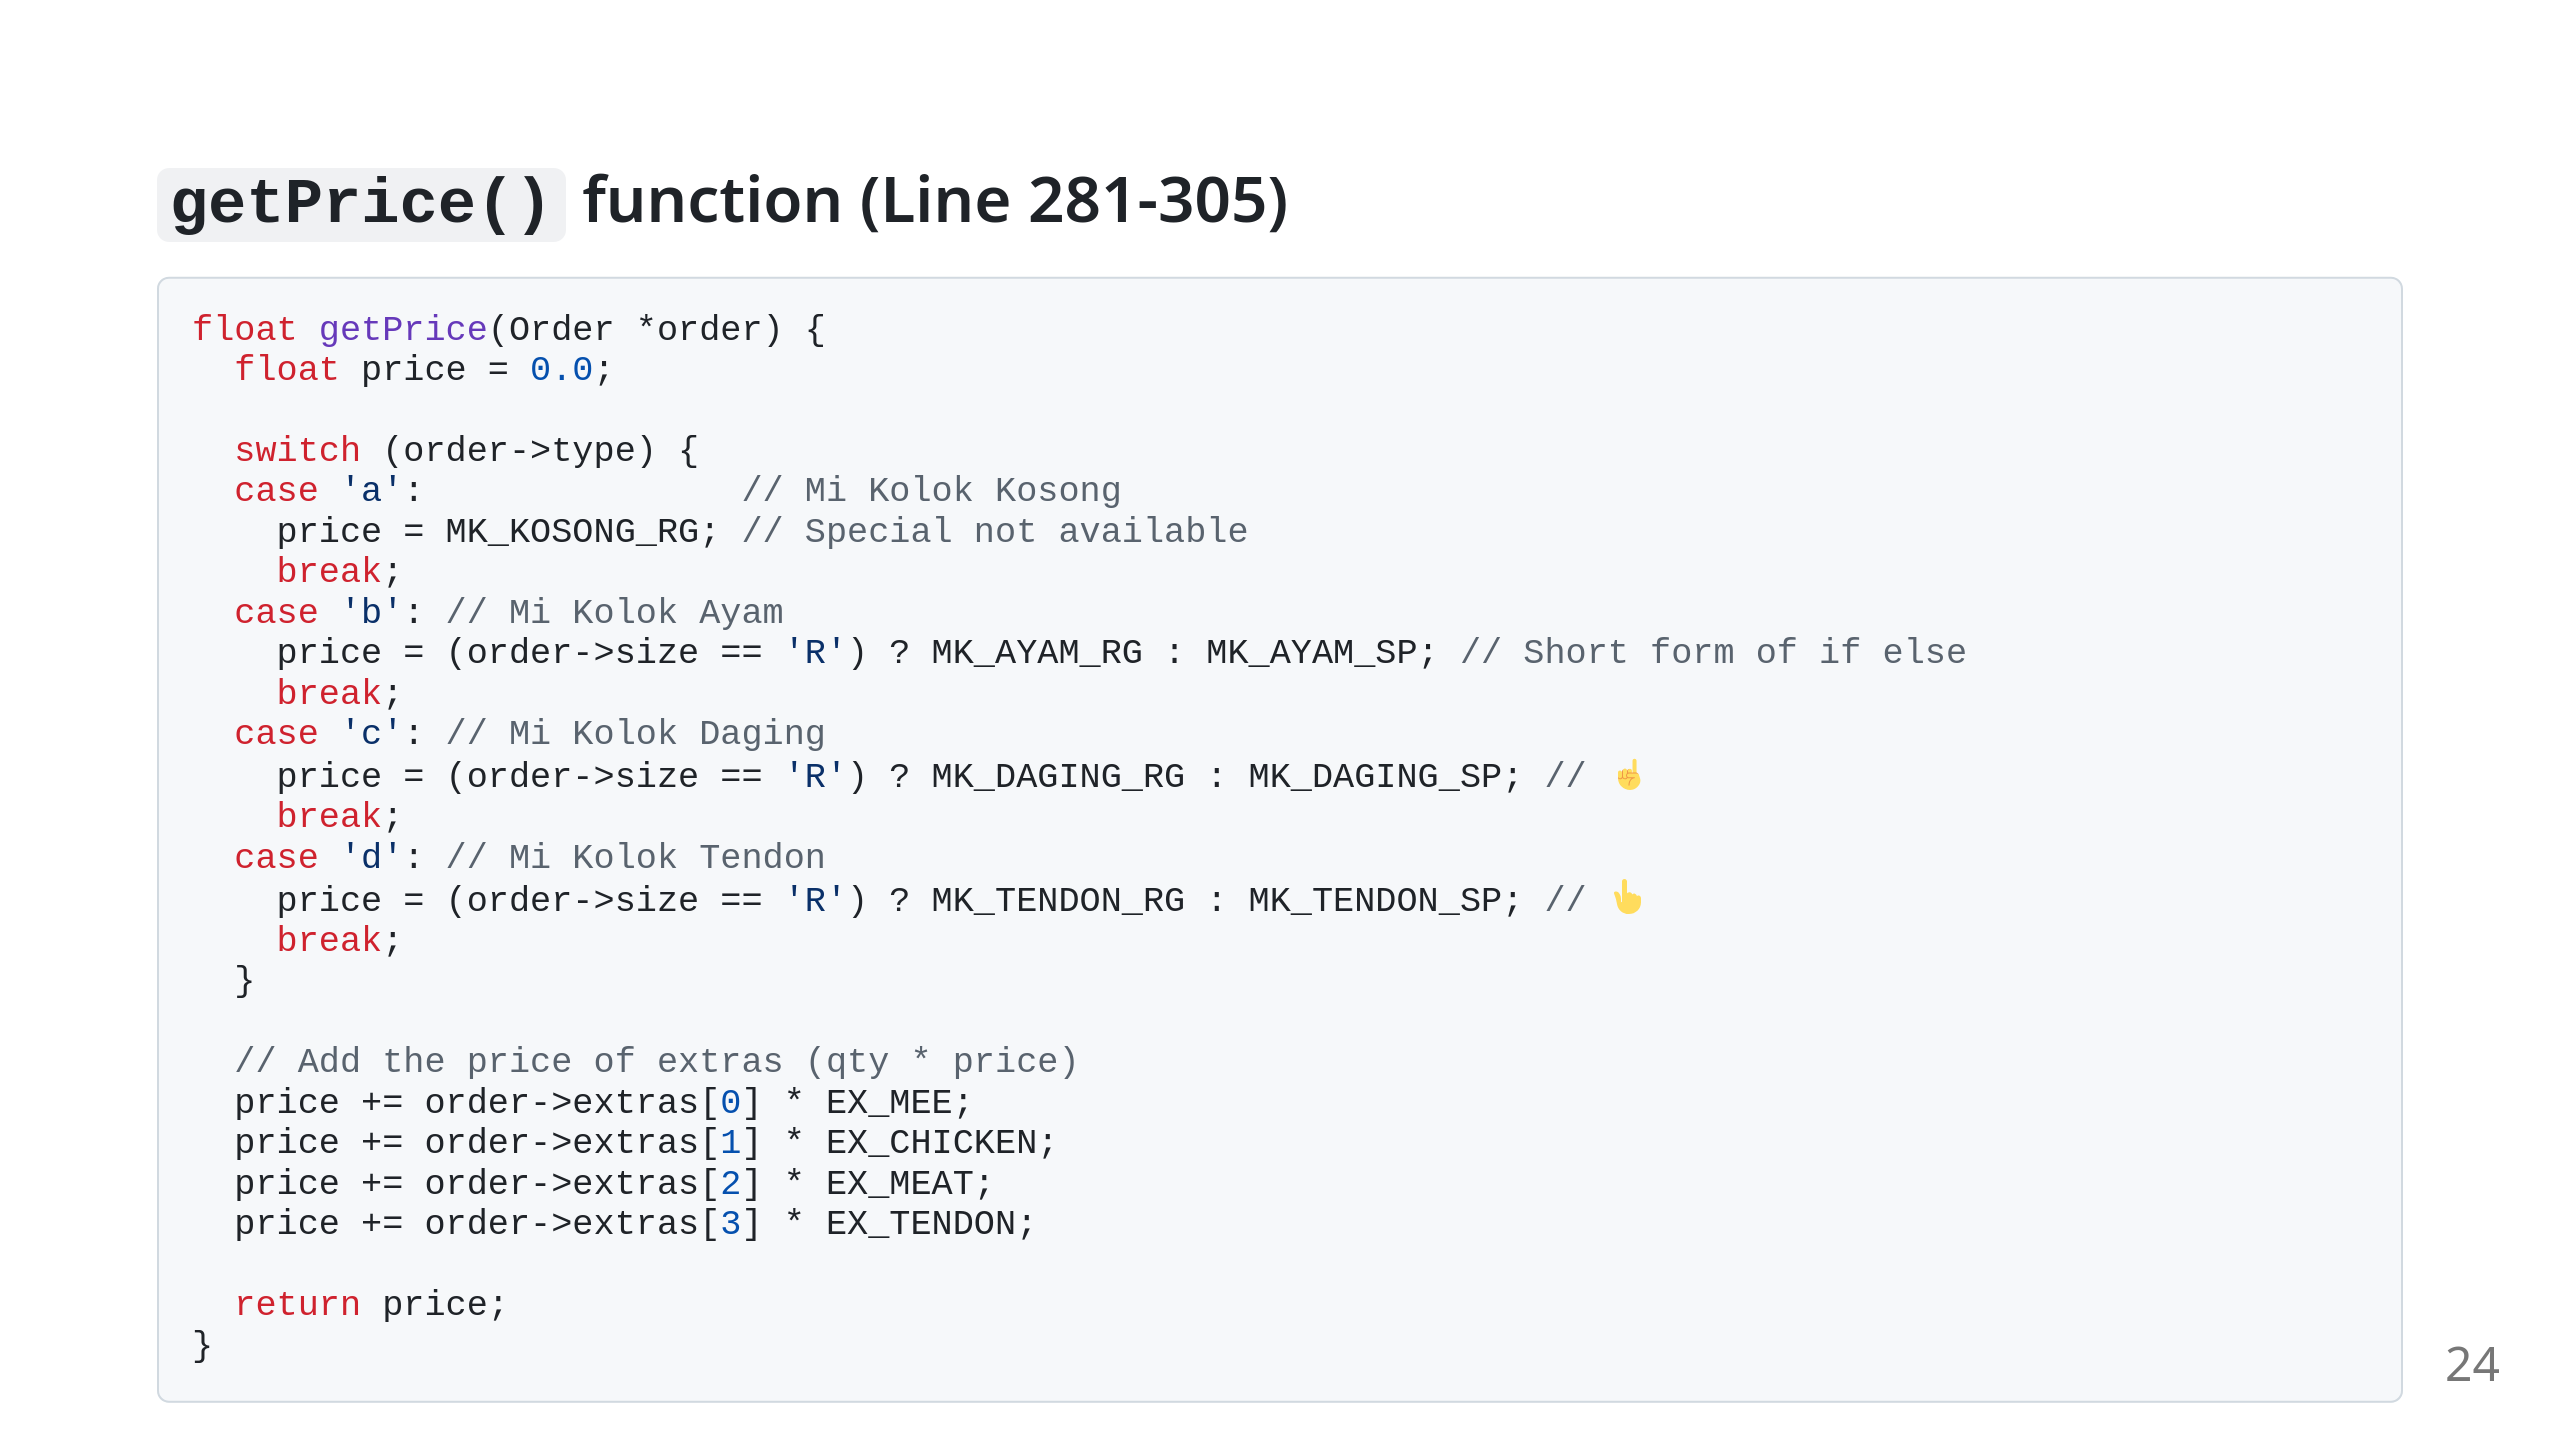 getPrice() function (Line 281-305)
float getPrice(Order *order) {
  float price = 0.0;

  switch (order->type) {
  case 'a':               // Mi Kolok Kosong
    price = MK_KOSONG_RG; // Special not available
    break;
  case 'b': // Mi Kolok Ayam
    price = (order->size == 'R') ? MK_AYAM_RG : MK_AYAM_SP; // Short form of if else
    break;
  case 'c': // Mi Kolok Daging
    price = (order->size == 'R') ? MK_DAGING_RG : MK_DAGING_SP; // ☝
    break;
  case 'd': // Mi Kolok Tendon
    price = (order->size == 'R') ? MK_TENDON_RG : MK_TENDON_SP; // 👆
    break;
  }

  // Add the price of extras (qty * price)
  price += order->extras[0] * EX_MEE;
  price += order->extras[1] * EX_CHICKEN;
  price += order->extras[2] * EX_MEAT;
  price += order->extras[3] * EX_TENDON;

  return price;
}
24